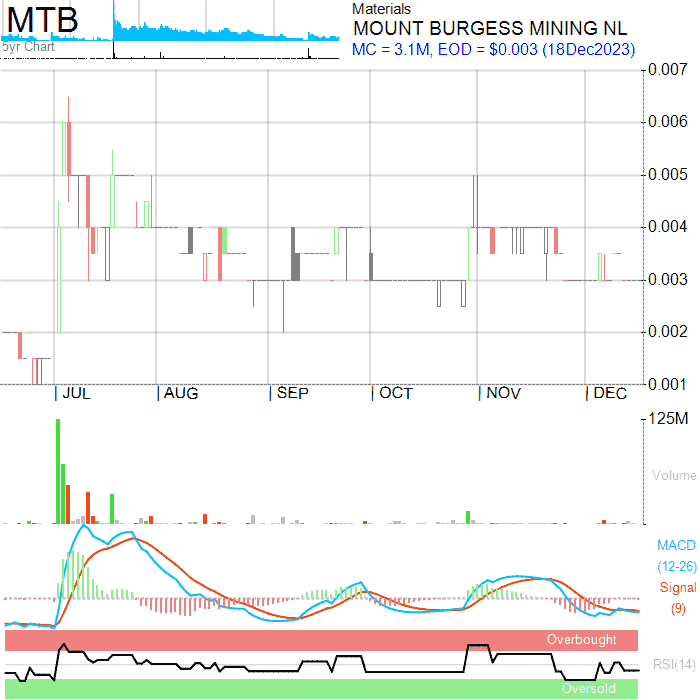 MTB
5yr Chart
Materials
MOUNT BURGESS MINING NL
MC = 3.1M, EOD = $0.003 (18Dec2023)
0.007
0.006
0.005
0.004
0.003
0.002
0.001
JUL AUG SEP OCT NOV DEC
125M
Volume
MACD
(12-26)
Signal
(9)
Overbought
RSI(14)
Oversold